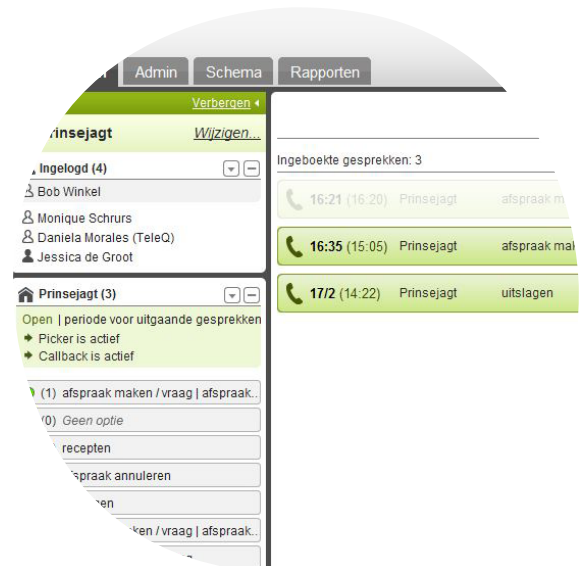 Admin Schema Rapporten
Verbergen
Prinsejagt Wijzigen...
Ingelogd (4)
Bob Winkel
Monique Schrurs
Daniela Morales (TeleQ)
Jessica de Groot
Prinsejagt (3)
Open | periode voor uitgaande gesprekken
Picker is actief
Callback is actief
(1) afspraak maken / vraag | afspraak..
Geen optie
recepten
annuleren
/ vraag | afspraak..
Ingeboekte gesprekken: 3
16:21 (16:20) Prinsejagt afspraak
16:35 (15:05) Prinsejagt afspraak
17/2 (14:22) Prinsejagt uitslagen